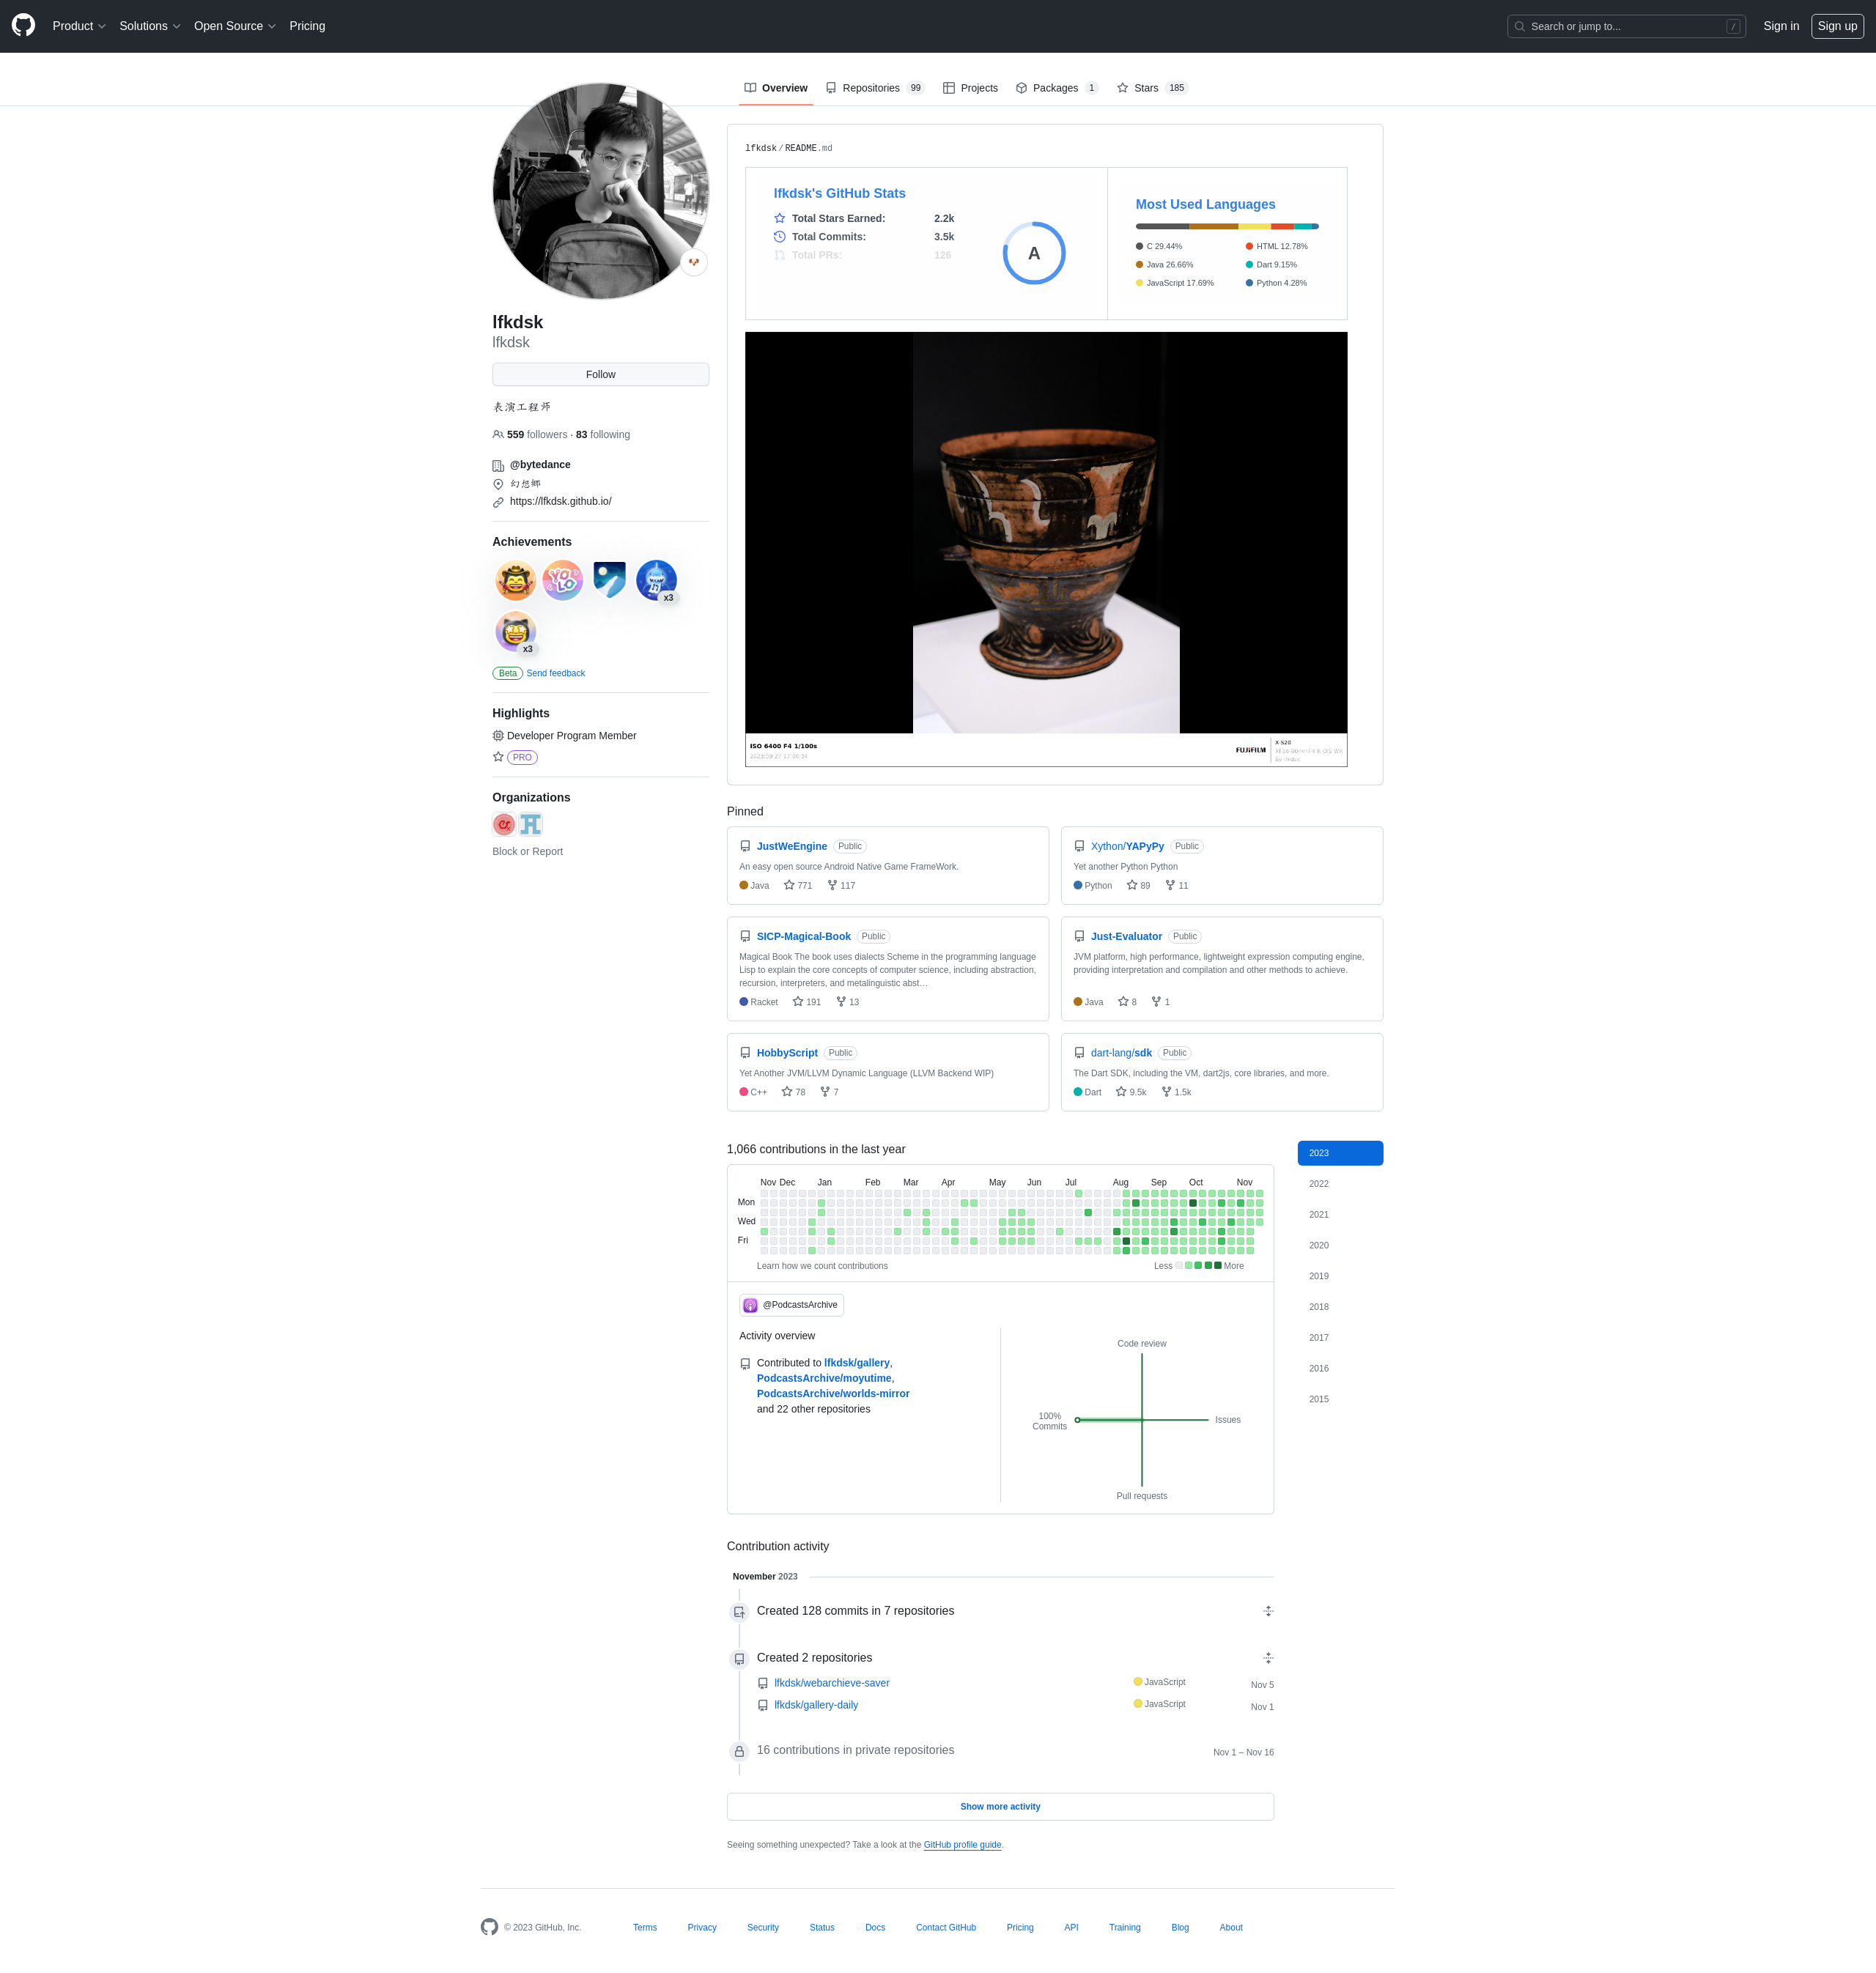 Product Solutions Open Source Pricing Search or jump to... / Sign in Sign up
Overview Repositories 99 Projects Packages 1 Stars 185
lfkdsk
lfkdsk
Follow
表演工程师
559 followers · 83 following
@bytedance
幻想鄉
https://lfkdsk.github.io/
Achievements
YOLO
x3
x3
Beta Send feedback
Highlights
Developer Program Member
PRO
Organizations
Block or Report
lfkdsk/README.md
lfkdsk's GitHub Stats
Total Stars Earned: 2.2k
Total Commits: 3.5k
Total PRs: 126
A
Most Used Languages
C 29.44%
Java 26.66%
JavaScript 17.69%
HTML 12.78%
Dart 9.15%
Python 4.28%
ISO 6400 F4 1/100s
FUJIFILM
X-S20
Pinned
JustWeEngine Public
An easy open source Android Native Game FrameWork.
Java 771 117
Xython/YAPyPy Public
Yet another Python Python
Python 89 11
SICP-Magical-Book Public
Magical Book The book uses dialects Scheme in the programming language
Lisp to explain the core concepts of computer science, including abstraction,
recursion, interpreters, and metalinguistic abst…
Racket 191 13
Just-Evaluator Public
JVM platform, high performance, lightweight expression computing engine,
providing interpretation and compilation and other methods to achieve.
Java 8 1
HobbyScript Public
Yet Another JVM/LLVM Dynamic Language (LLVM Backend WIP)
C++ 78 7
dart-lang/sdk Public
The Dart SDK, including the VM, dart2js, core libraries, and more.
Dart 9.5k 1.5k
1,066 contributions in the last year
Nov Dec Jan Feb Mar Apr May Jun Jul Aug Sep Oct Nov
Mon
Wed
Fri
Learn how we count contributions
Less More
@PodcastsArchive
Activity overview
Contributed to lfkdsk/gallery,
PodcastsArchive/moyutime,
PodcastsArchive/worlds-mirror
and 22 other repositories
Code review
100%
Commits
Issues
Pull requests
2023
2022
2021
2020
2019
2018
2017
2016
2015
Contribution activity
November 2023
Created 128 commits in 7 repositories
Created 2 repositories
lfkdsk/webarchieve-saver JavaScript Nov 5
lfkdsk/gallery-daily JavaScript Nov 1
16 contributions in private repositories Nov 1 – Nov 16
Show more activity
Seeing something unexpected? Take a look at the GitHub profile guide.
© 2023 GitHub, Inc. Terms Privacy Security Status Docs Contact GitHub Pricing API Training Blog About